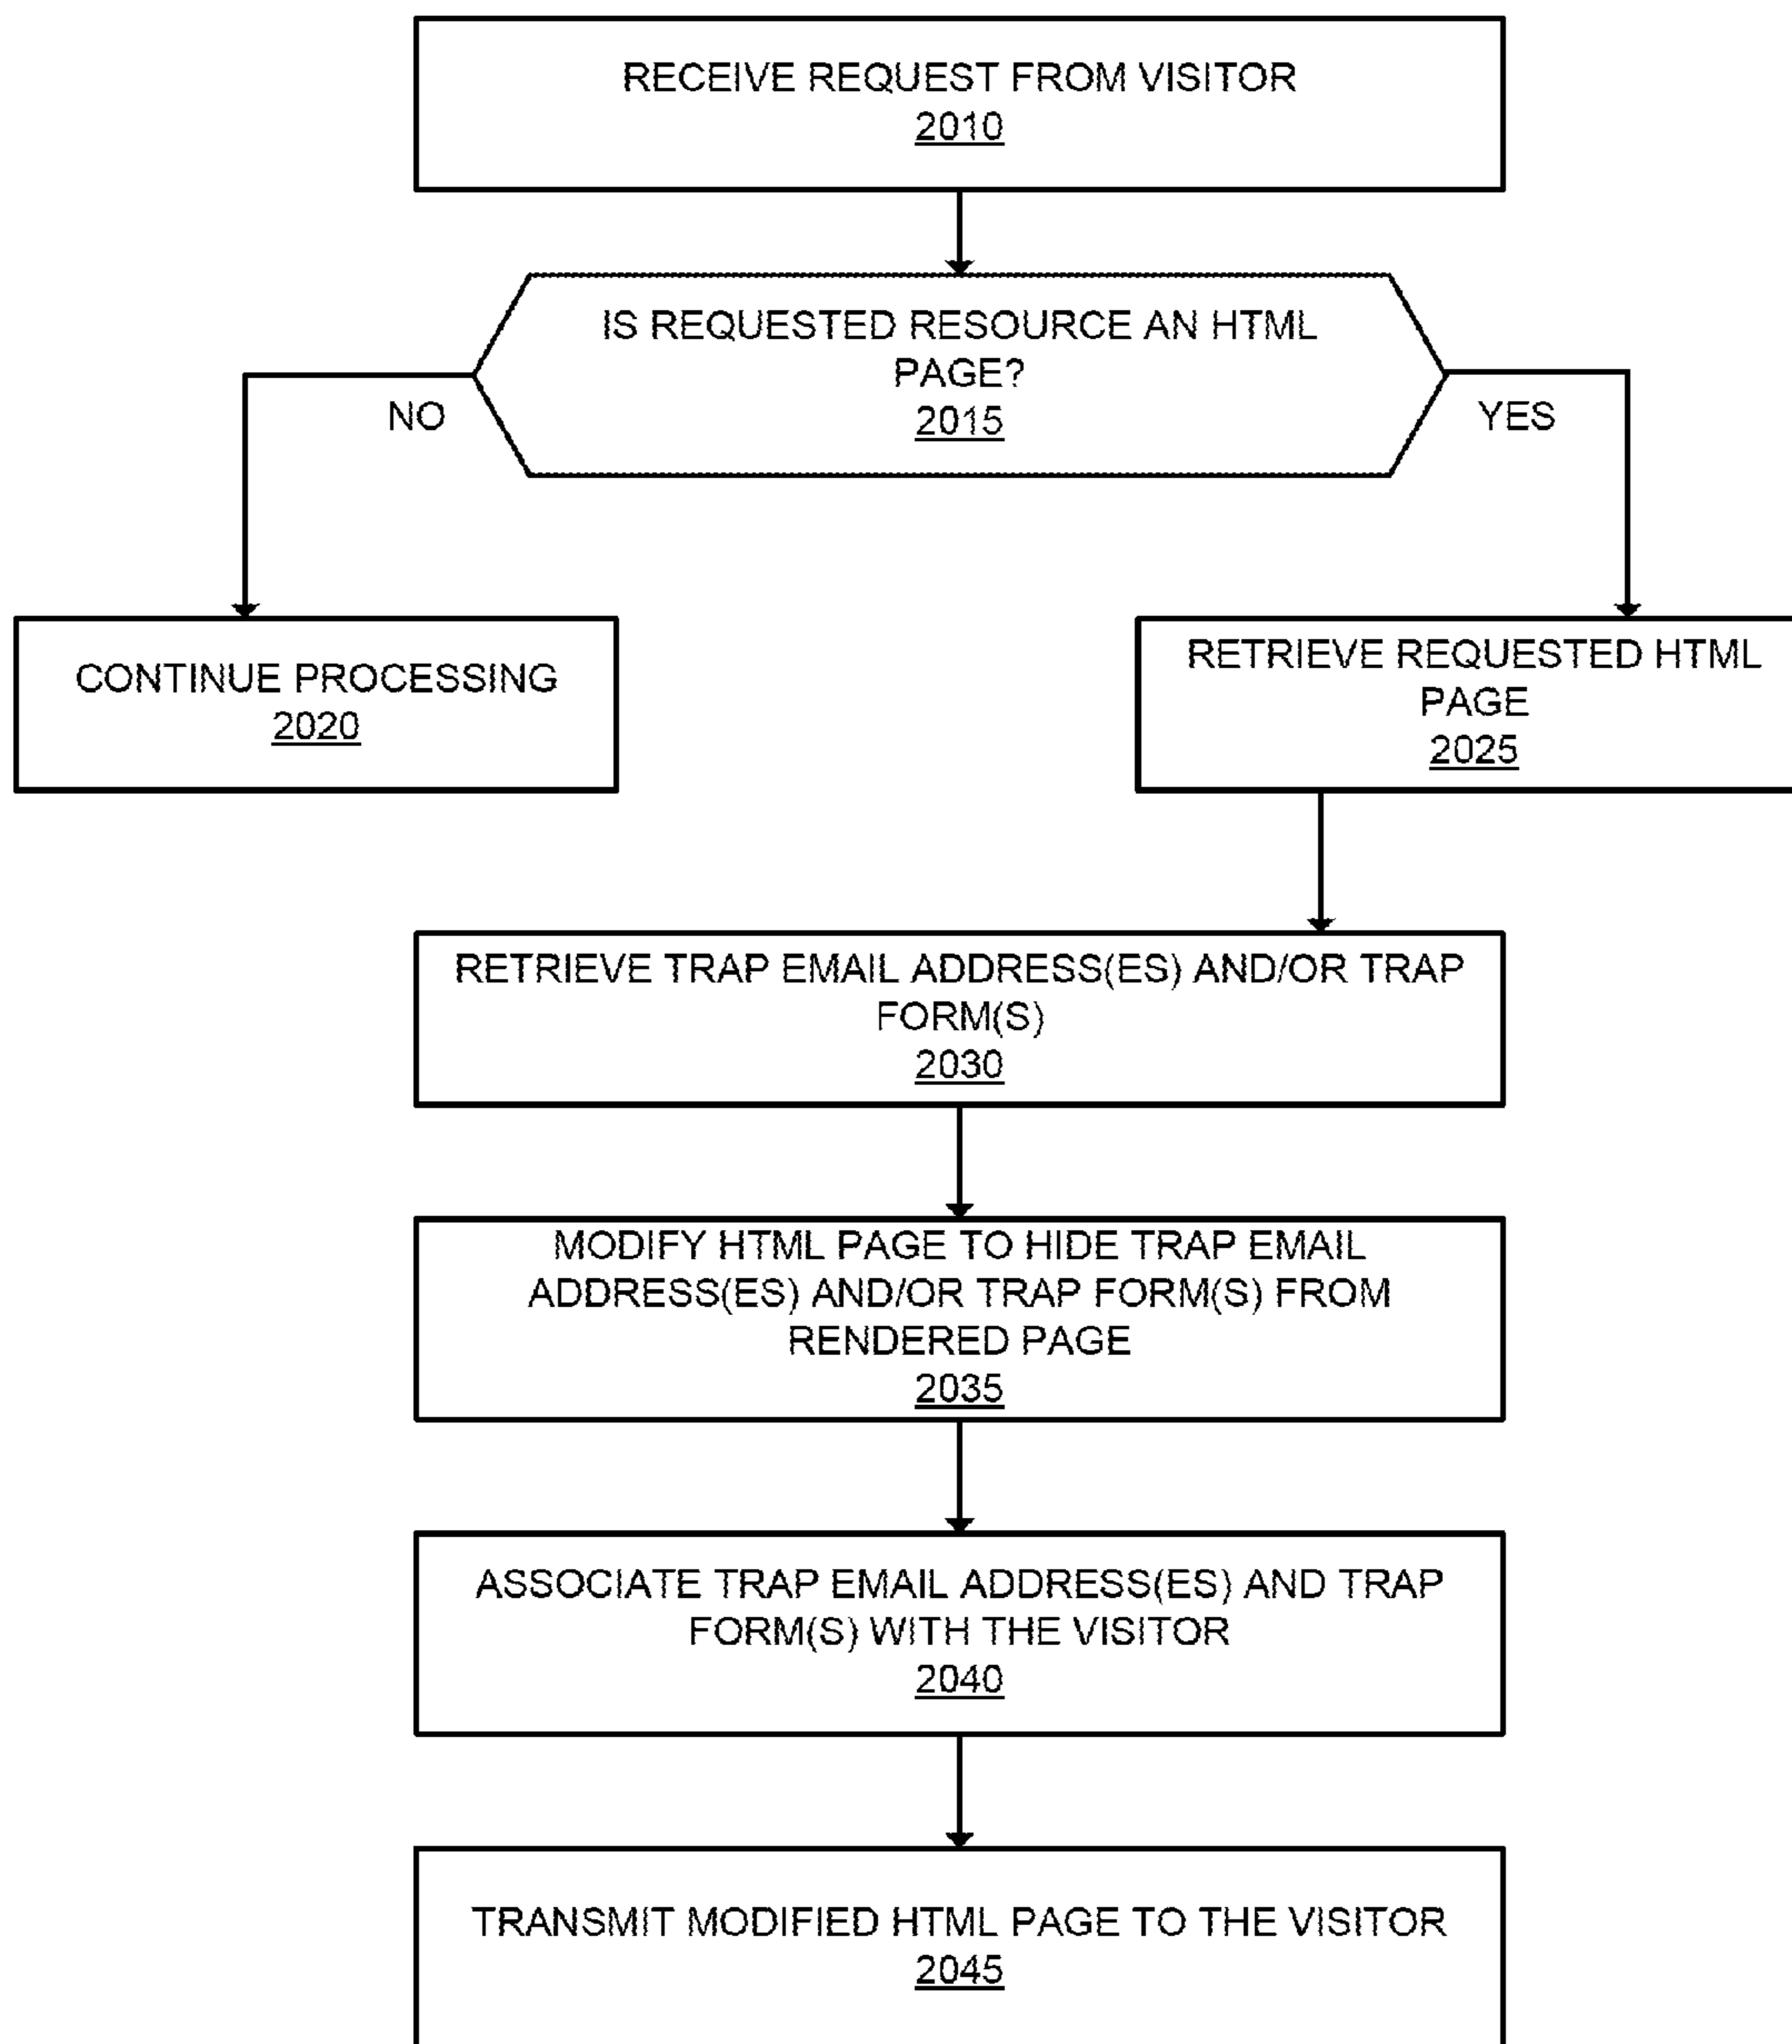 RECEIVE REQUEST FROM VISITOR
2010
IS REQUESTED RESOURCE AN HTML
PAGE?
2015
NO
YES
CONTINUE PROCESSING
2020
RETRIEVE REQUESTED HTML
PAGE
2025
RETRIEVE TRAP EMAIL ADDRESS(ES) AND/OR TRAP
FORM(S)
2030
MODIFY HTML PAGE TO HIDE TRAP EMAIL
ADDRESS(ES) AND/OR TRAP FORM(S) FROM
RENDERED PAGE
2035
ASSOCIATE TRAP EMAIL ADDRESS(ES) AND TRAP
FORM(S) WITH THE VISITOR
2040
TRANSMIT MODIFIED HTML PAGE TO THE VISITOR
2045